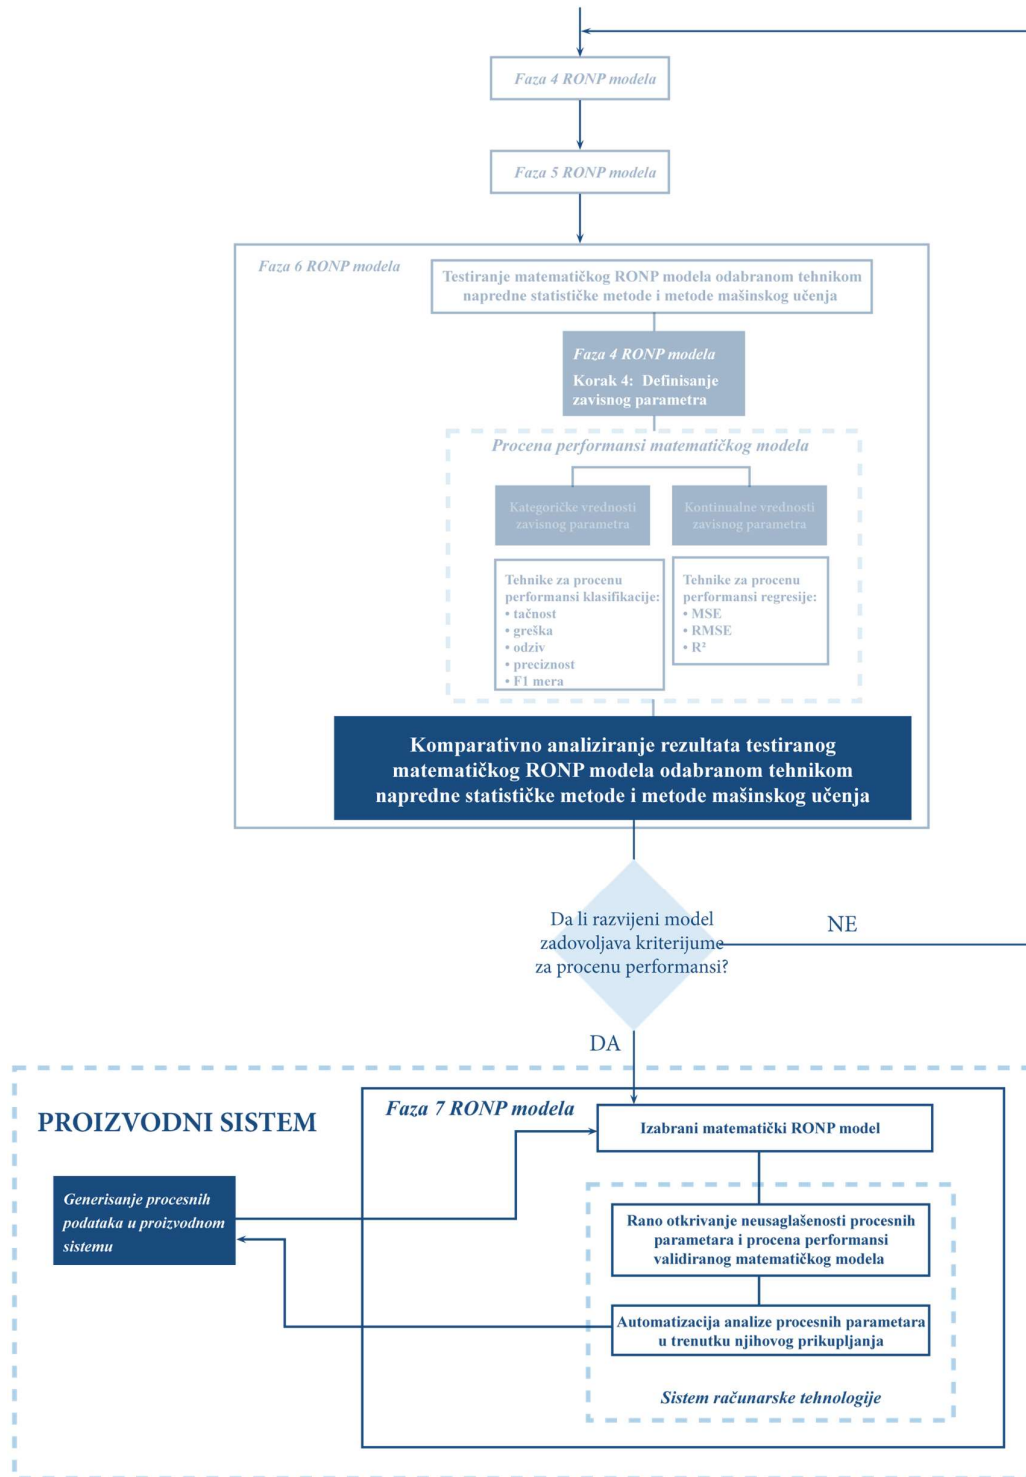 Faza 4 RONP modela
Faza 5 RONP modela
Faza 6 RONP modela
Testiranje matematičkog RONP modela odabranom tehnikom
napredne statističke metode i metode mašinskog učenja
Faza 4 RONP modela
Korak 4: Definisanje
zavisnog parametra
Procena performansi matematičkog modela
Kategoričke vrednosti
zavisnog parametra
Kontinualne vrednosti
zavisnog parametra
Tehnike za procenu
performansi klasifikacije:
• tačnost
• greška
• odziv
• preciznost
• F1 mera
Tehnike za procenu
performansi regresije:
• MSE
• RMSE
• R²
Komparativno analiziranje rezultata testiranog
matematičkog RONP modela odabranom tehnikom
napredne statističke metode i metode mašinskog učenja
Da li razvijeni model
zadovoljava kriterijume
za procenu performansi?
NE
DA
PROIZVODNI SISTEM
Faza 7 RONP modela
Izabrani matematički RONP model
Generisanje procesnih
podataka u proizvodnom
sistemu
Rano otkrivanje neusaglašenosti procesnih
parametara i procena performansi
validiranog matematičkog modela
Automatizacija analize procesnih parametara
u trenutku njihovog prikupljanja
Sistem računarske tehnologije